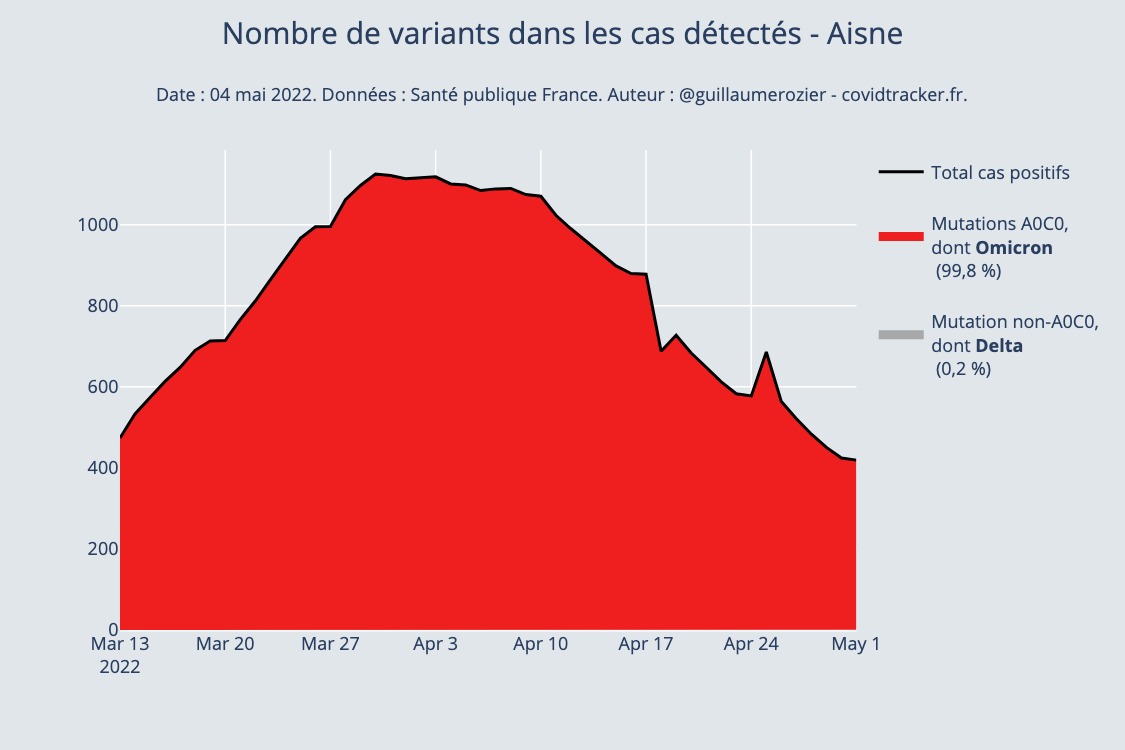 Nombre de variants dans les cas détectés - Aisne
Date : 04 mai 2022. Données : Santé publique France. Auteur : @guillaumerozier - covidtracker.fr.
Total cas positifs
Mutations A0C0,
dont Omicron
(99,8 %)
Mutation non-A0C0,
dont Delta
(0,2 %)
1000
800
600
400
200
0
Mar 13
2022
Mar 20
Mar 27
Apr 3
Apr 10
Apr 17
Apr 24
May 1